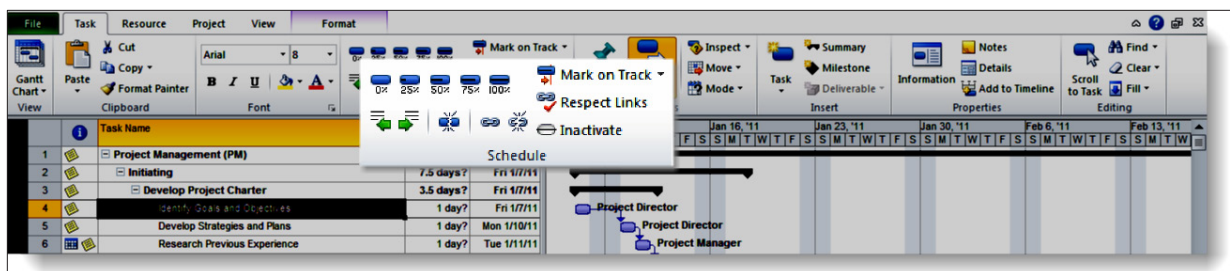 File Task Resource Project View Format
Cut
Copy
Format Painter
Paste
Gantt Chart
View
Clipboard
Arial 8
B I U A
Font
0% 25% 50% 75% 100%
Mark on Track
Respect Links
Inactivate
Schedule
Mark on Track
Inspect
Move
Mode
Task
Summary
Milestone
Deliverable
Insert
Information
Notes
Details
Add to Timeline
Properties
Scroll to Task
Find
Clear
Fill
Editing
Task Name Jan 16, '11 Jan 23, '11 Jan 30, '11 Feb 6, '11 Feb 13, '11
F S S M T W T F S S M T W T F S S M T W T F S S M T W T F S S M T W
1 Project Management (PM)
2 Initiating 7.5 days? Fri 1/7/11
3 Develop Project Charter 3.5 days? Fri 1/7/11
4 Identify Goals and Objectives 1 day? Fri 1/7/11 Project Director
5 Develop Strategies and Plans 1 day? Mon 1/10/11 Project Director
6 Research Previous Experience 1 day? Tue 1/11/11 Project Manager